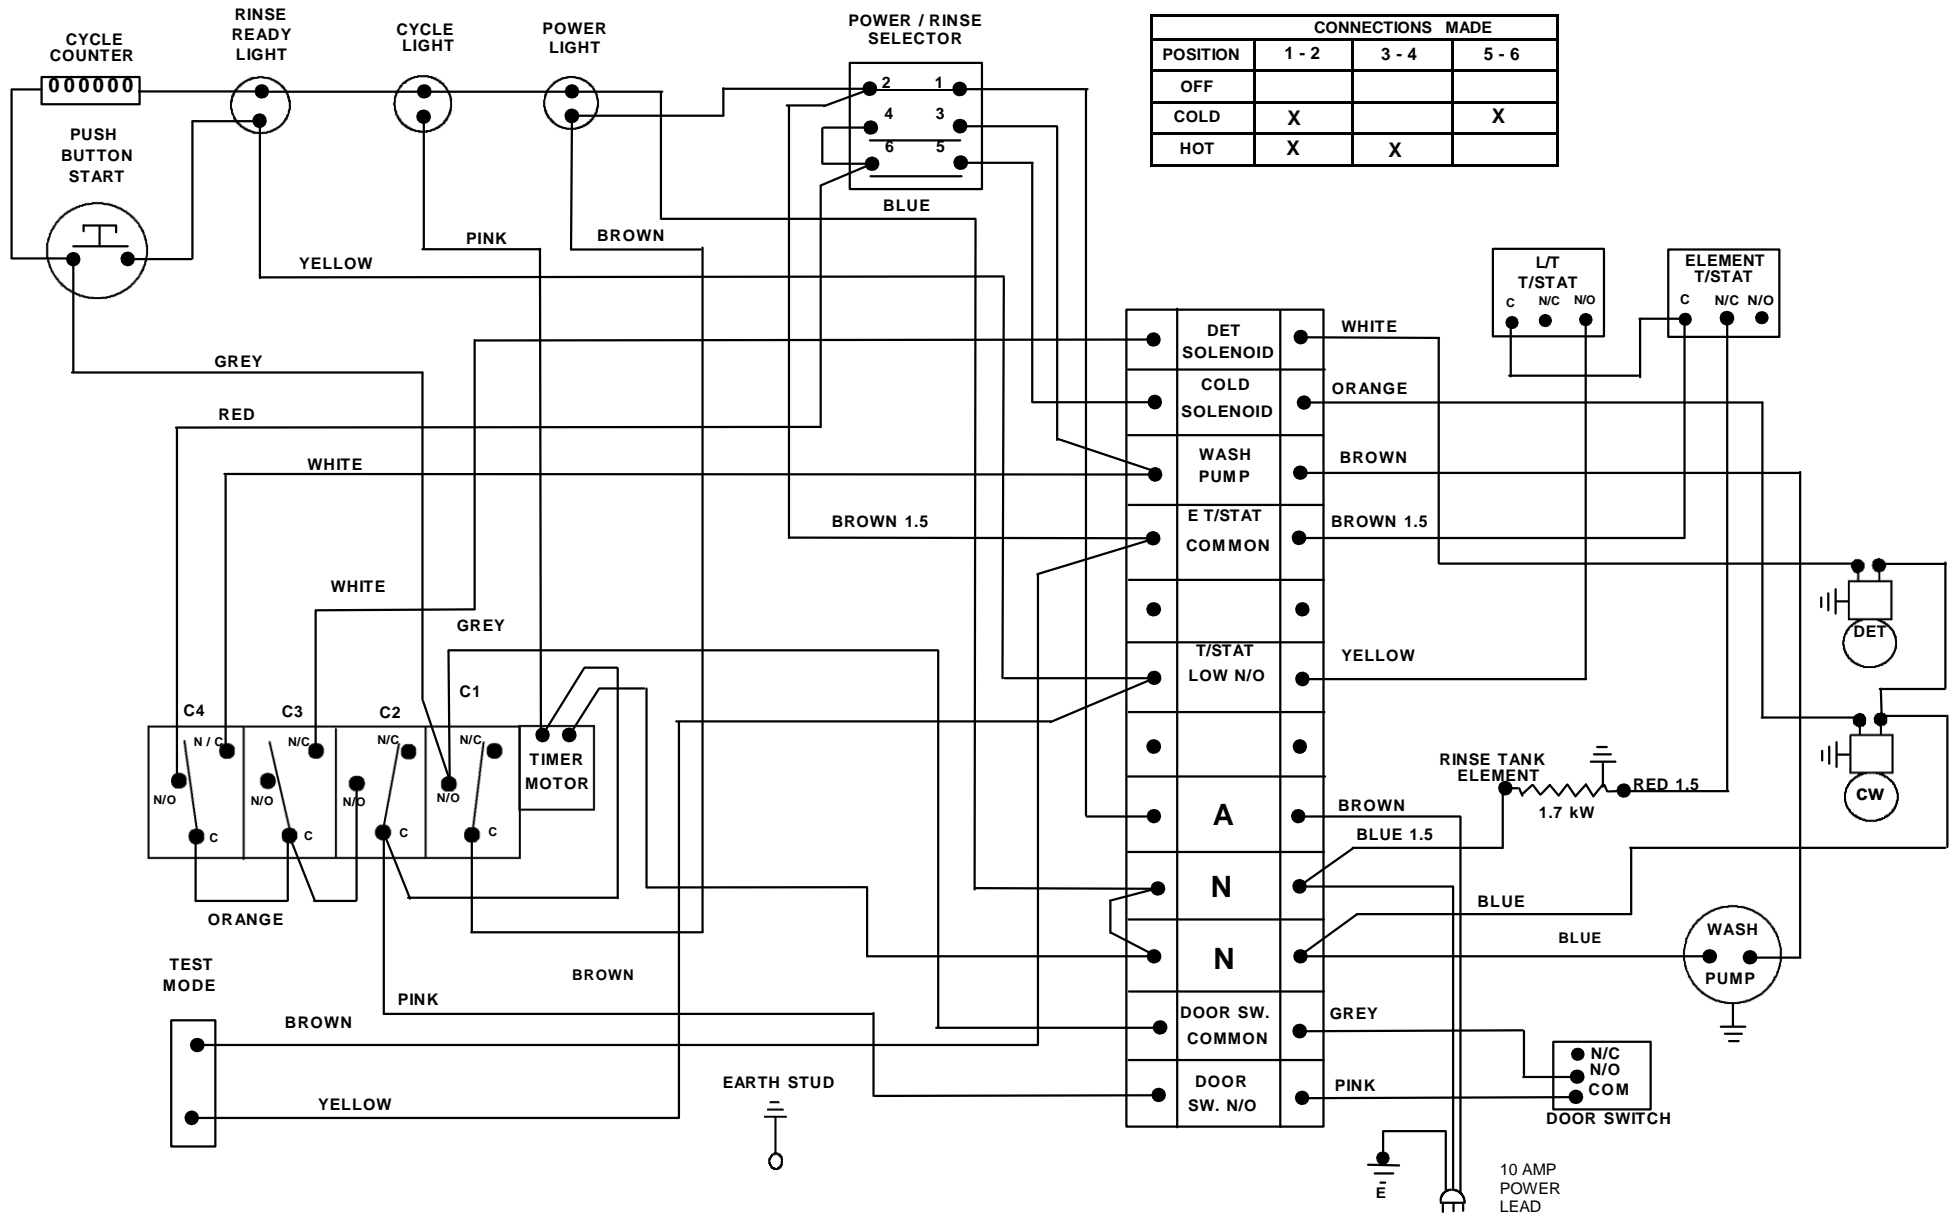 RINSE
READY
LIGHT
CYCLE
COUNTER
000000
CYCLE
LIGHT
POWER
LIGHT
POWER / RINSE
SELECTOR
2 1
4 3
6 5
CONNECTIONS MADE
POSITION 1 - 2 3 - 4 5 - 6
OFF
COLD X X
HOT X X
PUSH
BUTTON
START
BLUE
PINK
BROWN
YELLOW
GREY
RED
WHITE
BROWN 1.5
WHITE
GREY
L/T
T/STAT
C N/C N/O
ELEMENT
T/STAT
C N/C N/O
DET
SOLENOID
WHITE
COLD
SOLENOID
ORANGE
WASH
PUMP
BROWN
E T/STAT
COMMON
BROWN 1.5
T/STAT
LOW N/O
YELLOW
A
BROWN
BLUE 1.5
N
BLUE
N
BLUE
DOOR SW.
COMMON
GREY
DOOR
SW. N/O
PINK
DET
CW
RINSE TANK
ELEMENT
RED 1.5
1.7 kW
WASH
PUMP
N/C
N/O
COM
DOOR SWITCH
C4 C3 C2 C1
N / C N/C N/C N/C
N/O N/O N/O N/O
C C C C
TIMER
MOTOR
ORANGE
TEST
MODE
BROWN
PINK
BROWN
YELLOW
EARTH STUD
E
10 AMP
POWER
LEAD